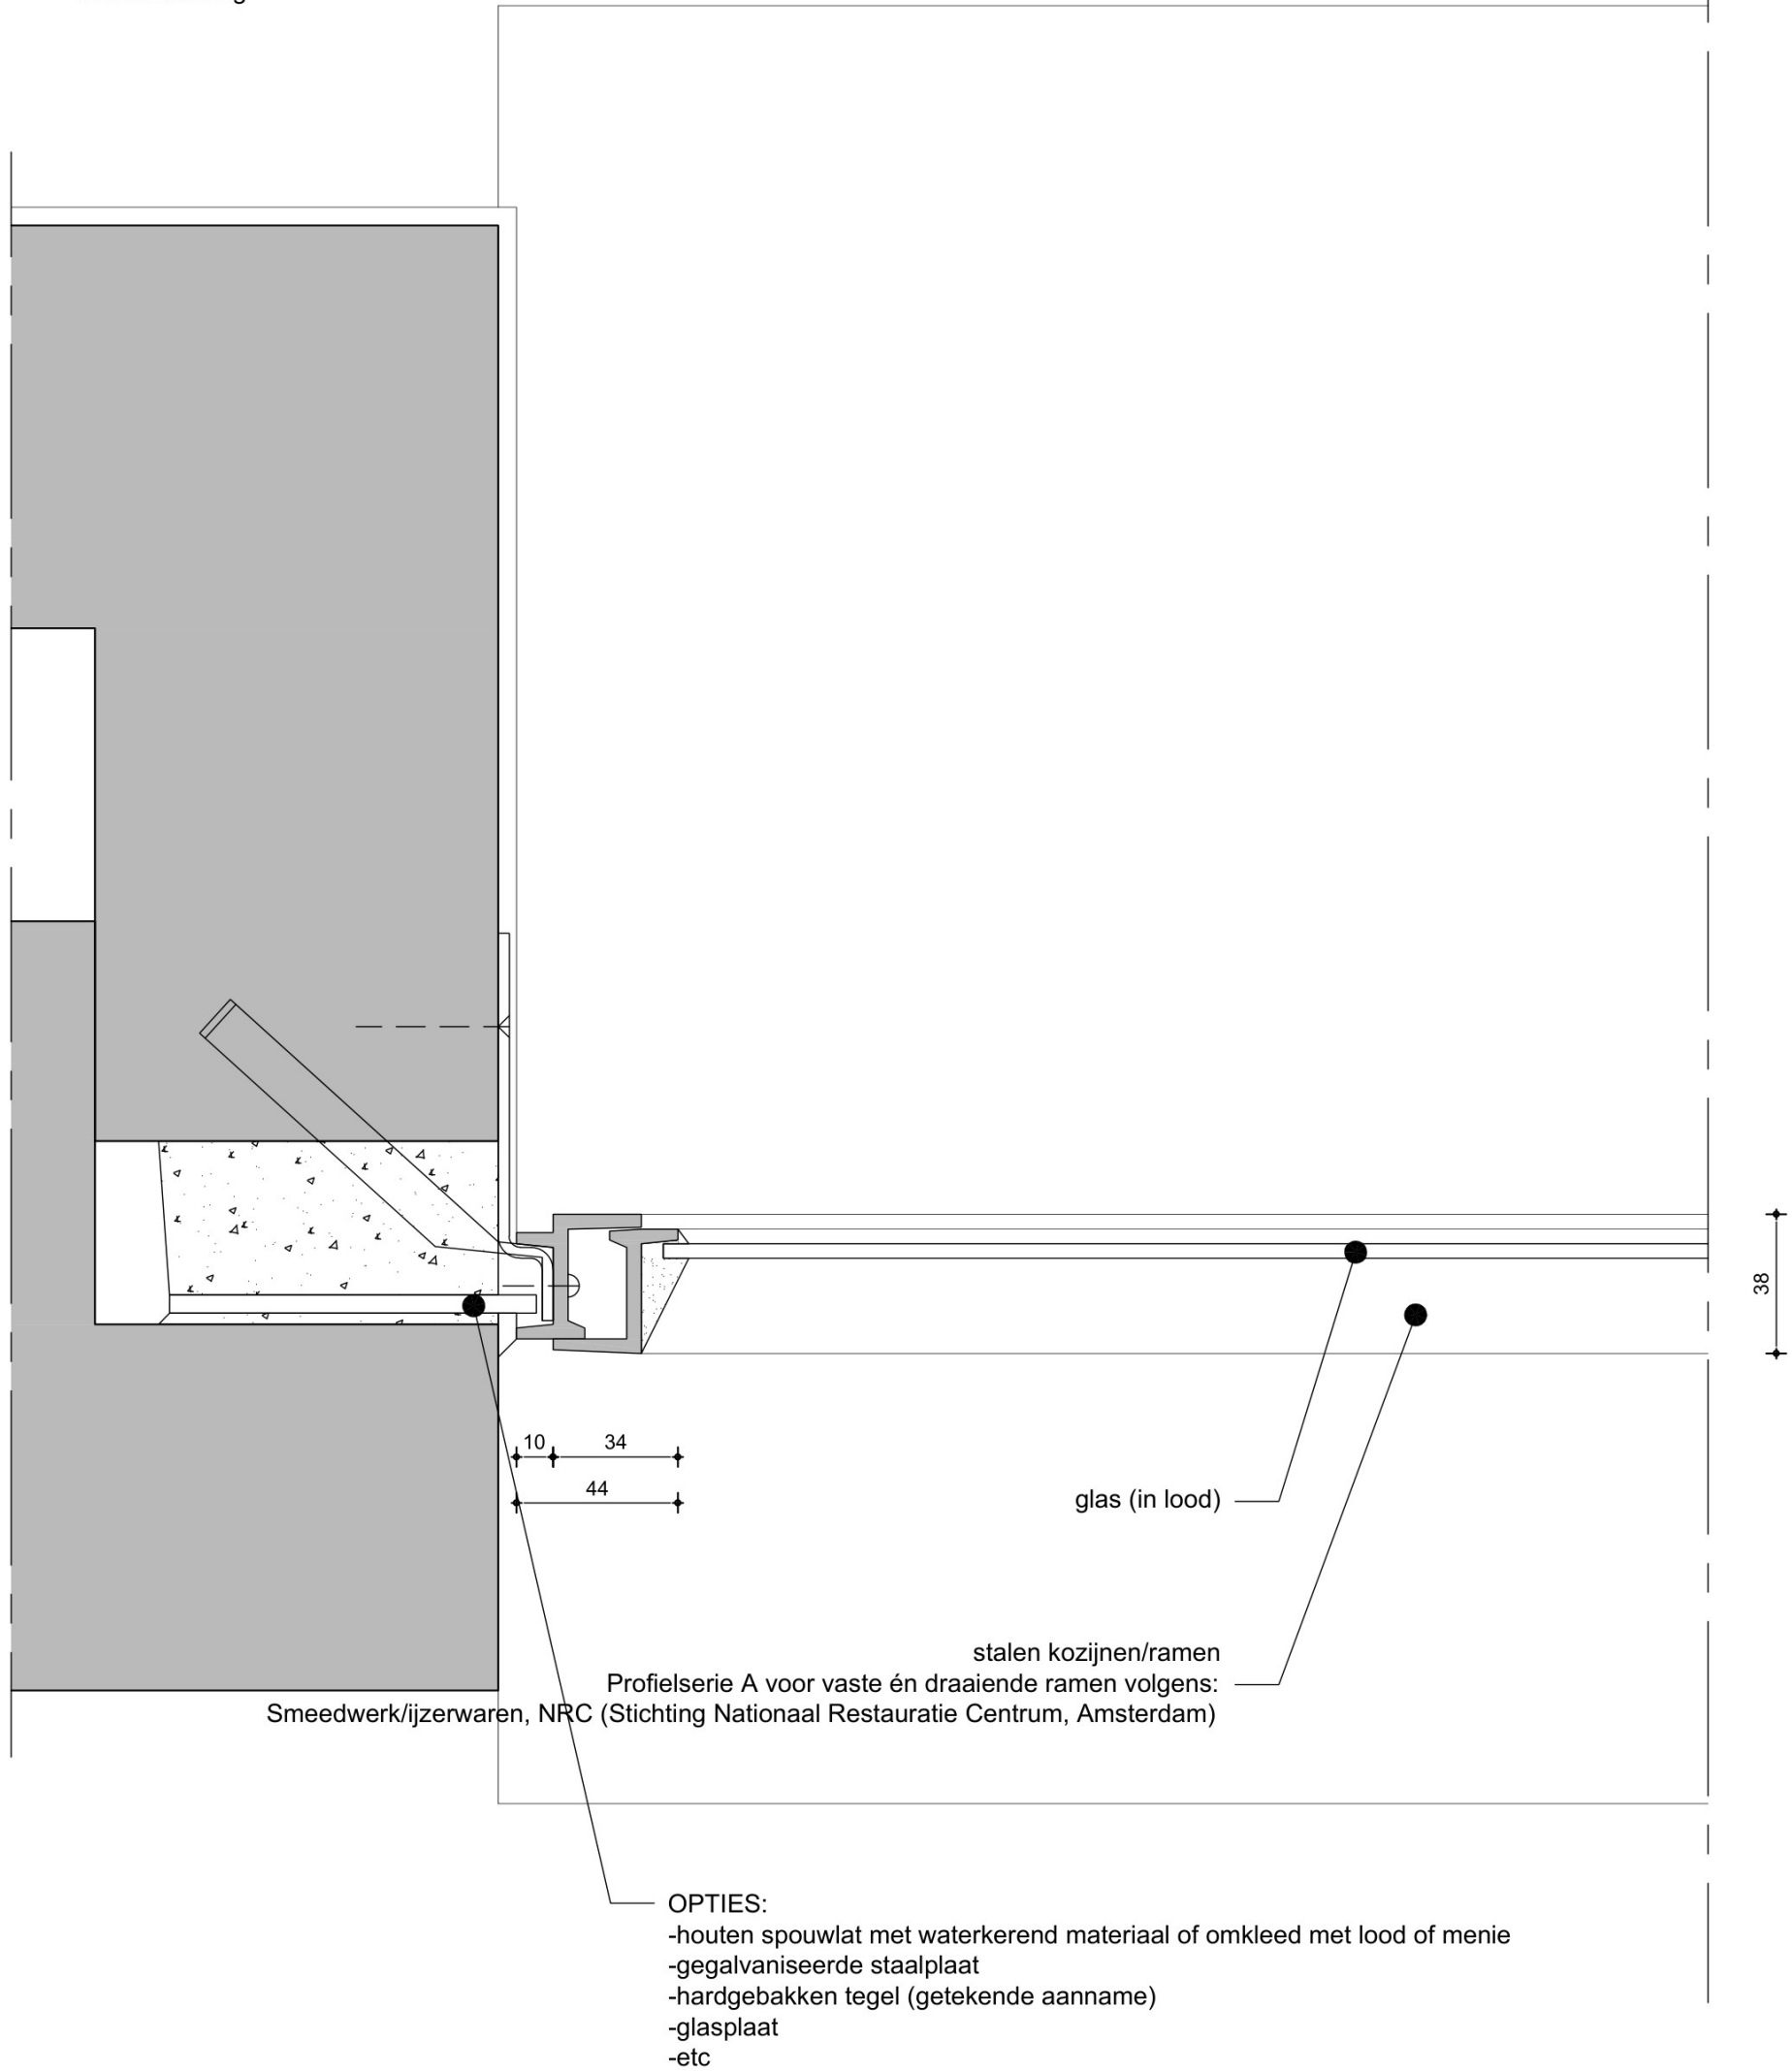 10
34
44
38
glas (in lood)
stalen kozijnen/ramen
Profielserie A voor vaste én draaiende ramen volgens:
Smeedwerk/ijzerwaren, NRC (Stichting Nationaal Restauratie Centrum, Amsterdam)
OPTIES:
-houten spouwlat met waterkerend materiaal of omkleed met lood of menie
-gegalvaniseerde staalplaat
-hardgebakken tegel (getekende aanname)
-glasplaat
-etc